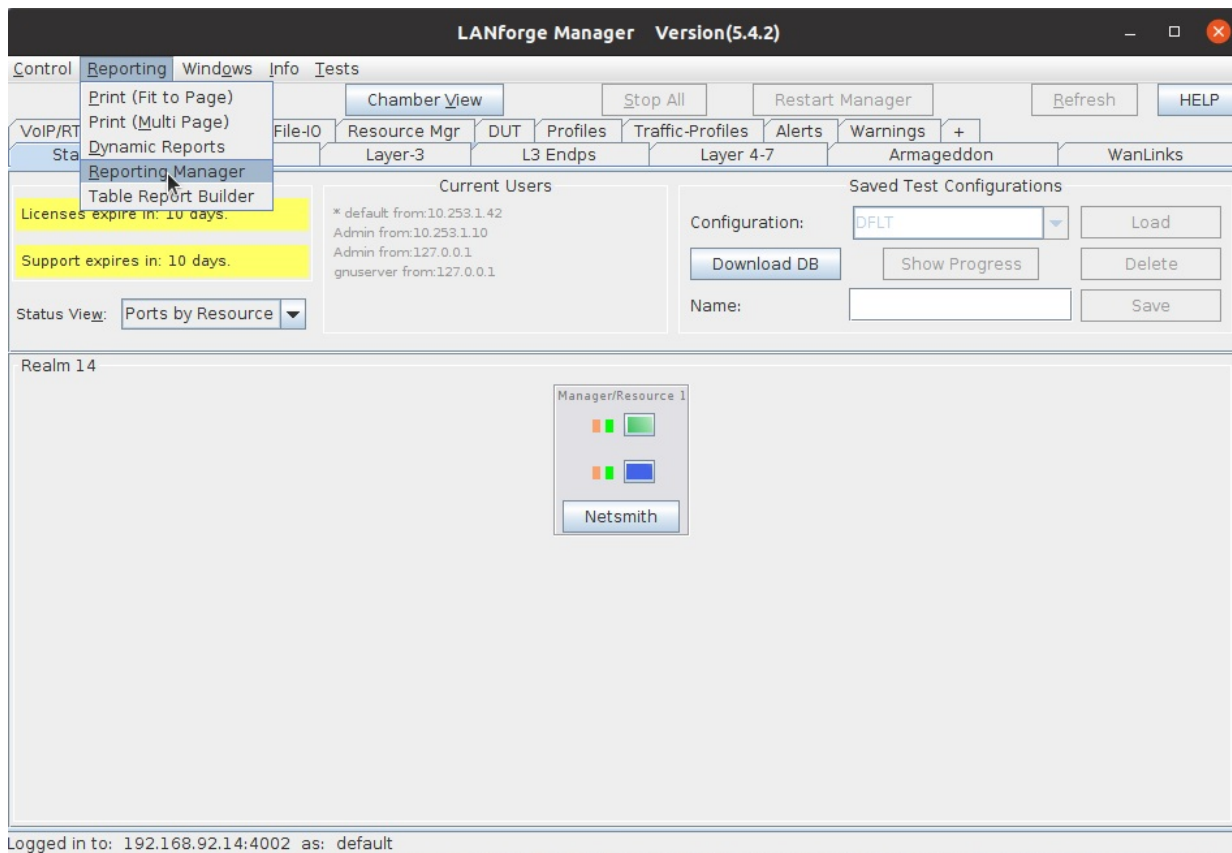 LANforge Manager Version(5.4.2)
Control Reporting Windows Info Tests
Print (Fit to Page)
Print (Multi Page)
Dynamic Reports
Reporting Manager
Table Report Builder
Chamber View Stop All Restart Manager Refresh HELP
VoIP/RT File-IO Resource Mgr DUT Profiles Traffic-Profiles Alerts Warnings +
Sta Layer-3 L3 Endps Layer 4-7 Armageddon WanLinks
Licenses expire in: 10 days.
Support expires in: 10 days.
Status View: Ports by Resource
Current Users
* default from:10.253.1.42
Admin from:10.253.1.10
Admin from:127.0.0.1
gnuserver from:127.0.0.1
Saved Test Configurations
Configuration: DFLT Load
Download DB Show Progress Delete
Name: Save
Realm 14
Manager/Resource 1
Netsmith
Logged in to: 192.168.92.14:4002 as: default